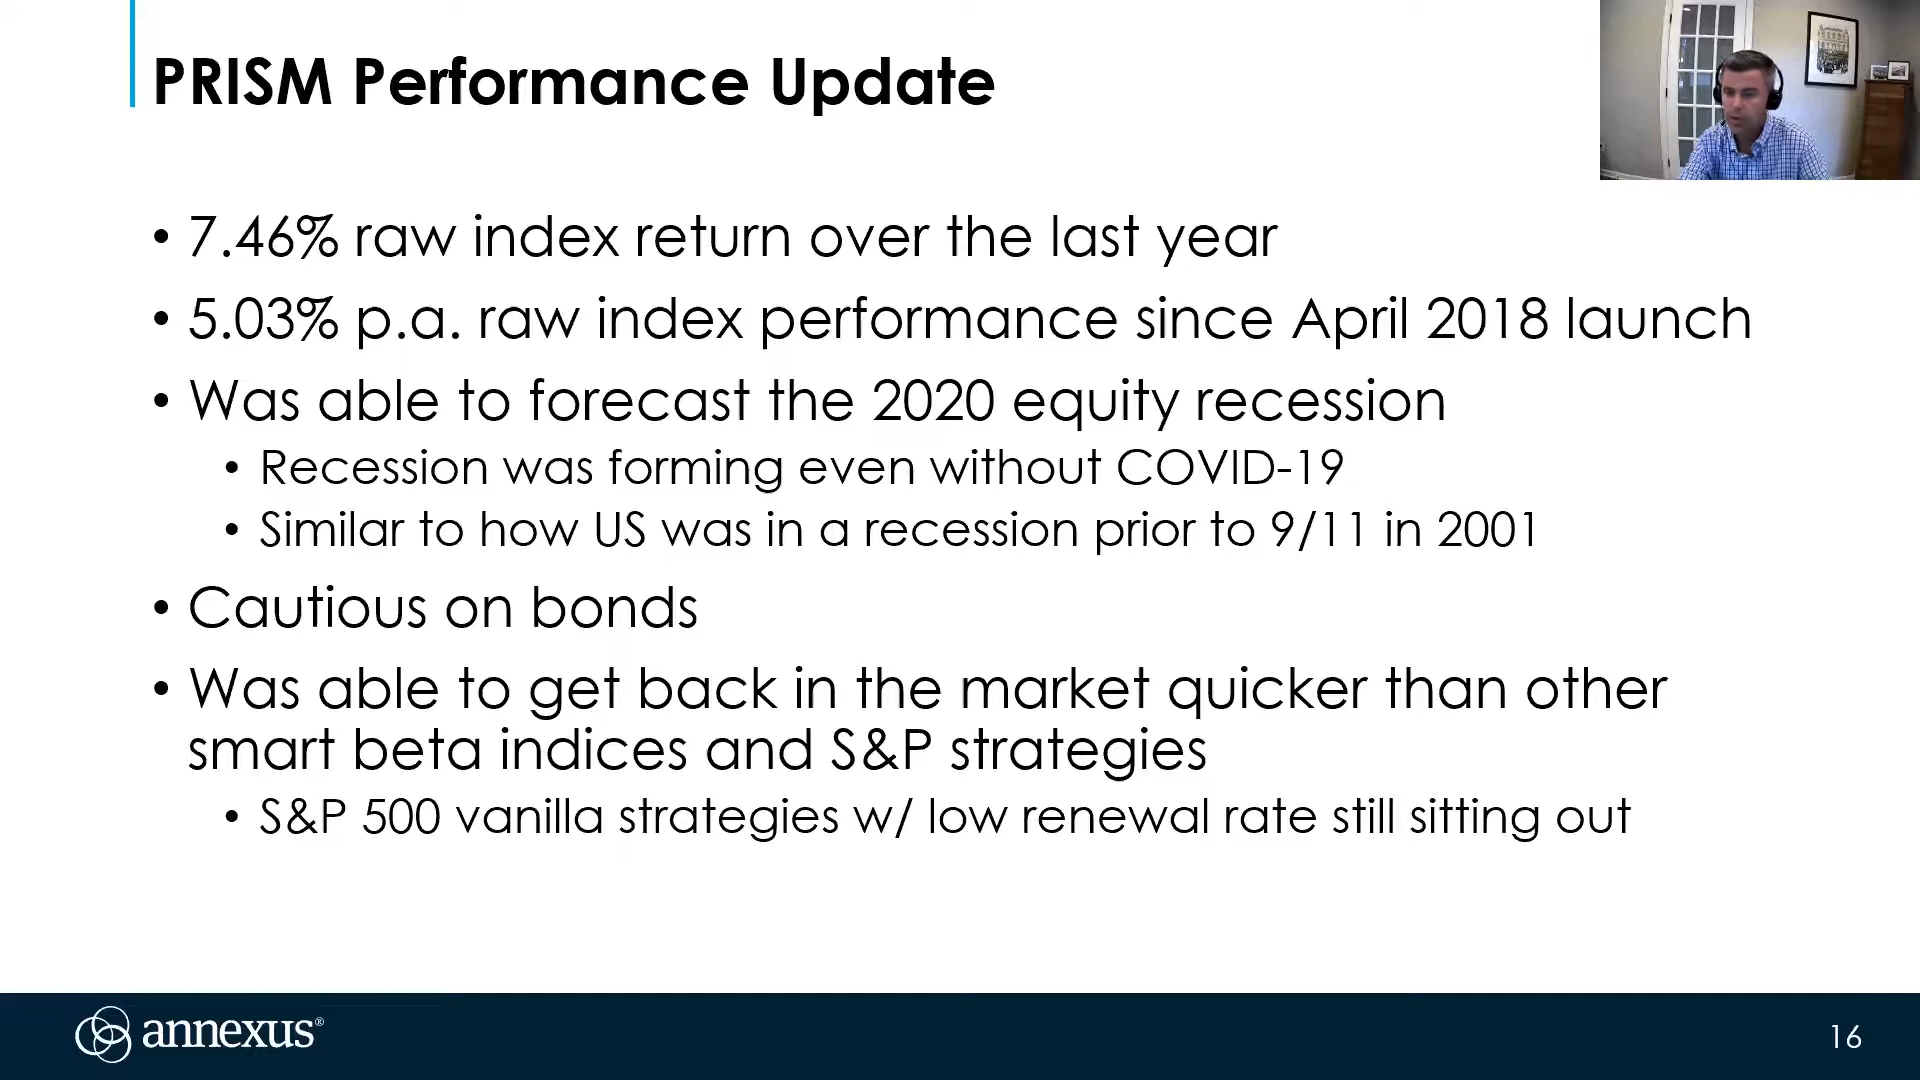 PRISM Performance Update
• 7.46% raw index return over the last year
• 5.03% p.a. raw index performance since April 2018 launch
• Was able to forecast the 2020 equity recession
• Recession was forming even without COVID-19
• Similar to how US was in a recession prior to 9/11 in 2001
• Cautious on bonds
• Was able to get back in the market quicker than other
smart beta indices and S&P strategies
• S&P 500 vanilla strategies w/ low renewal rate still sitting out
annexus®
16